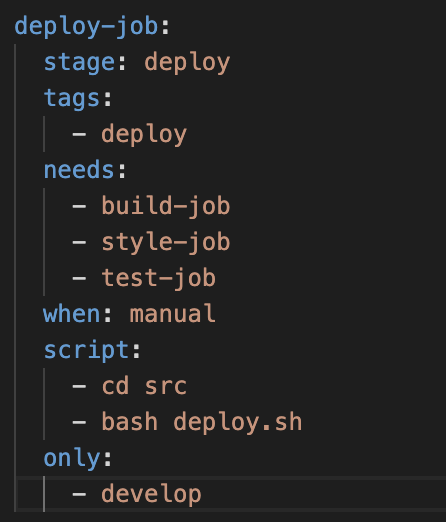 deploy-job:
  stage: deploy
  tags:
    - deploy
  needs:
    - build-job
    - style-job
    - test-job
  when: manual
  script:
    - cd src
    - bash deploy.sh
  only:
    - develop